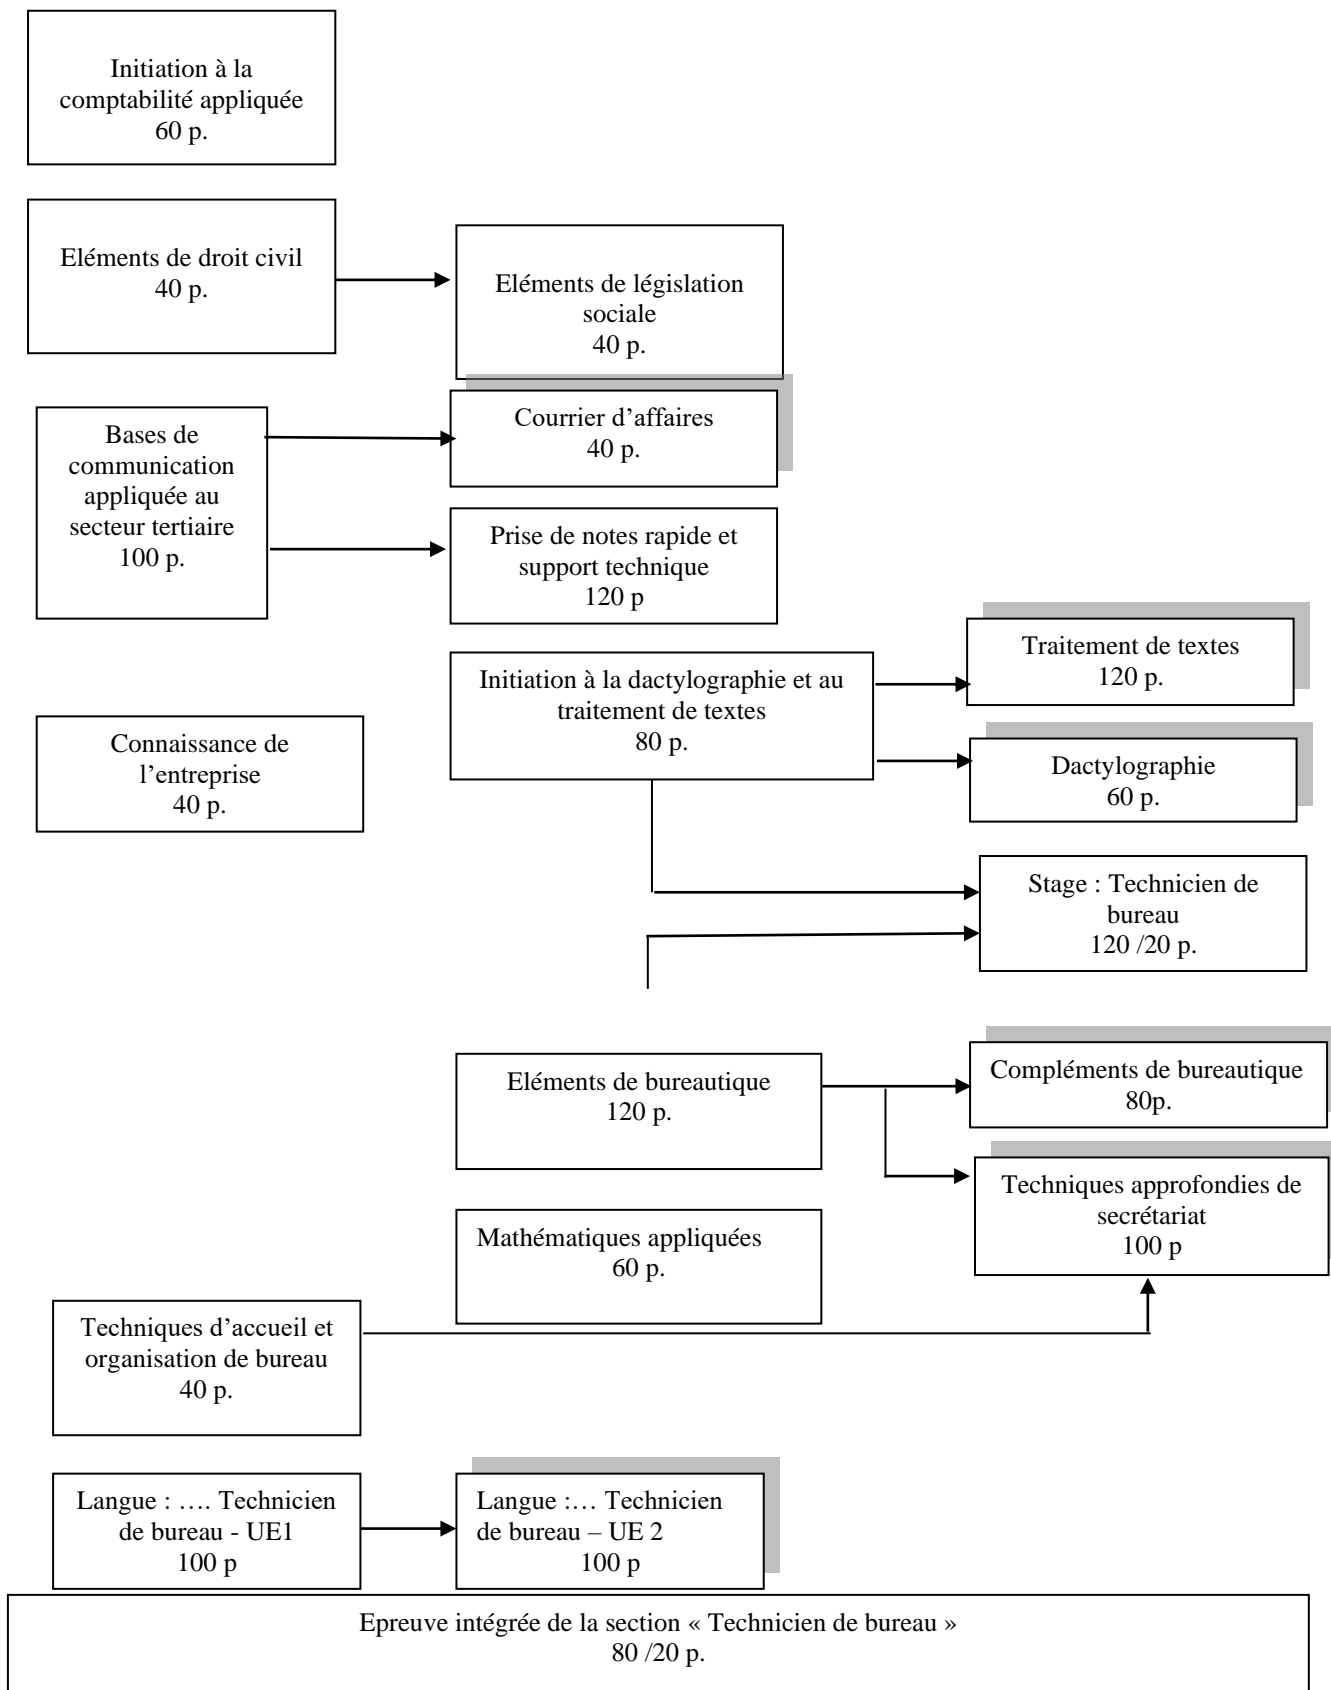 Initiation à la
comptabilité appliquée
60 p.
Eléments de droit civil
40 p.
Eléments de législation
sociale
40 p.
Bases de
communication
appliquée au
secteur tertiaire
100 p.
Courrier d’affaires
40 p.
Prise de notes rapide et
support technique
120 p
Initiation à la dactylographie et au
traitement de textes
80 p.
Traitement de textes
120 p.
Connaissance de
l’entreprise
40 p.
Dactylographie
60 p.
Stage : Technicien de
bureau
120 /20 p.
Eléments de bureautique
120 p.
Compléments de bureautique
80p.
Techniques approfondies de
secrétariat
100 p
Mathématiques appliquées
60 p.
Techniques d’accueil et
organisation de bureau
40 p.
Langue : …. Technicien
de bureau - UE1
100 p
Langue :… Technicien
de bureau – UE 2
100 p
Epreuve intégrée de la section « Technicien de bureau »
80 /20 p.